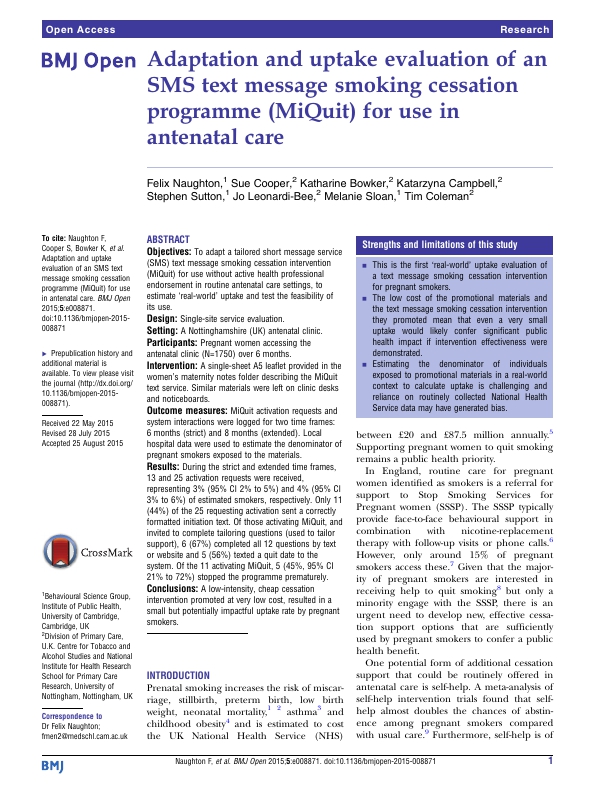 Open Access
Research
BMJ Open
Adaptation and uptake evaluation of an
SMS text message smoking cessation
programme (MiQuit) for use in
antenatal care
Felix Naughton,1 Sue Cooper,2 Katharine Bowker,2 Katarzyna Campbell,2
Stephen Sutton,1 Jo Leonardi-Bee,2 Melanie Sloan,1 Tim Coleman2
To cite: Naughton F,
Cooper S, Bowker K, et al.
Adaptation and uptake
evaluation of an SMS text
message smoking cessation
programme (MiQuit) for use
in antenatal care. BMJ Open
2015;5:e008871.
doi:10.1136/bmjopen-2015-
008871
▸ Prepublication history and
additional material is
available. To view please visit
the journal (http://dx.doi.org/
10.1136/bmjopen-2015-
008871).
Received 22 May 2015
Revised 28 July 2015
Accepted 25 August 2015
CrossMark
1Behavioural Science Group,
Institute of Public Health,
University of Cambridge,
Cambridge, UK
2Division of Primary Care,
U.K. Centre for Tobacco and
Alcohol Studies and National
Institute for Health Research
School for Primary Care
Research, University of
Nottingham, Nottingham, UK
Correspondence to
Dr Felix Naughton;
fmen2@medschl.cam.ac.uk
ABSTRACT
Objectives: To adapt a tailored short message service
(SMS) text message smoking cessation intervention
(MiQuit) for use without active health professional
endorsement in routine antenatal care settings, to
estimate 'real-world' uptake and test the feasibility of
its use.
Design: Single-site service evaluation.
Setting: A Nottinghamshire (UK) antenatal clinic.
Participants: Pregnant women accessing the
antenatal clinic (N=1750) over 6 months.
Intervention: A single-sheet A5 leaflet provided in the
women's maternity notes folder describing the MiQuit
text service. Similar materials were left on clinic desks
and noticeboards.
Outcome measures: MiQuit activation requests and
system interactions were logged for two time frames:
6 months (strict) and 8 months (extended). Local
hospital data were used to estimate the denominator of
pregnant smokers exposed to the materials.
Results: During the strict and extended time frames,
13 and 25 activation requests were received,
representing 3% (95% CI 2% to 5%) and 4% (95% CI
3% to 6%) of estimated smokers, respectively. Only 11
(44%) of the 25 requesting activation sent a correctly
formatted initiation text. Of those activating MiQuit, and
invited to complete tailoring questions (used to tailor
support), 6 (67%) completed all 12 questions by text
or website and 5 (56%) texted a quit date to the
system. Of the 11 activating MiQuit, 5 (45%, 95% CI
21% to 72%) stopped the programme prematurely.
Conclusions: A low-intensity, cheap cessation
intervention promoted at very low cost, resulted in a
small but potentially impactful uptake rate by pregnant
smokers.
INTRODUCTION
Prenatal smoking increases the risk of miscar-
riage, stillbirth, preterm birth, low birth
weight, neonatal mortality,1 2 asthma3 and
childhood obesity4 and is estimated to cost
the UK National Health Service (NHS)
Strengths and limitations of this study
▪ This is the first 'real-world' uptake evaluation of
a text message smoking cessation intervention
for pregnant smokers.
▪ The low cost of the promotional materials and
the text message smoking cessation intervention
they promoted mean that even a very small
uptake would likely confer significant public
health impact if intervention effectiveness were
demonstrated.
▪ Estimating the denominator of individuals
exposed to promotional materials in a real-world
context to calculate uptake is challenging and
reliance on routinely collected National Health
Service data may have generated bias.
between £20 and £87.5 million annually.5
Supporting pregnant women to quit smoking
remains a public health priority.
In England, routine care for pregnant
women identified as smokers is a referral for
support to Stop Smoking Services for
Pregnant women (SSSP). The SSSP typically
provide face-to-face behavioural support in
combination with nicotine-replacement
therapy with follow-up visits or phone calls.6
However, only around 15% of pregnant
smokers access these.7 Given that the major-
ity of pregnant smokers are interested in
receiving help to quit smoking8 but only a
minority engage with the SSSP, there is an
urgent need to develop new, effective cessa-
tion support options that are sufficiently
used by pregnant smokers to confer a public
health benefit.
One potential form of additional cessation
support that could be routinely offered in
antenatal care is self-help. A meta-analysis of
self-help intervention trials found that self-
help almost doubles the chances of abstin-
ence among pregnant smokers compared
with usual care.9 Furthermore, self-help is of
BMJ
Naughton F, et al. BMJ Open 2015;5:e008871. doi:10.1136/bmjopen-2015-008871
1